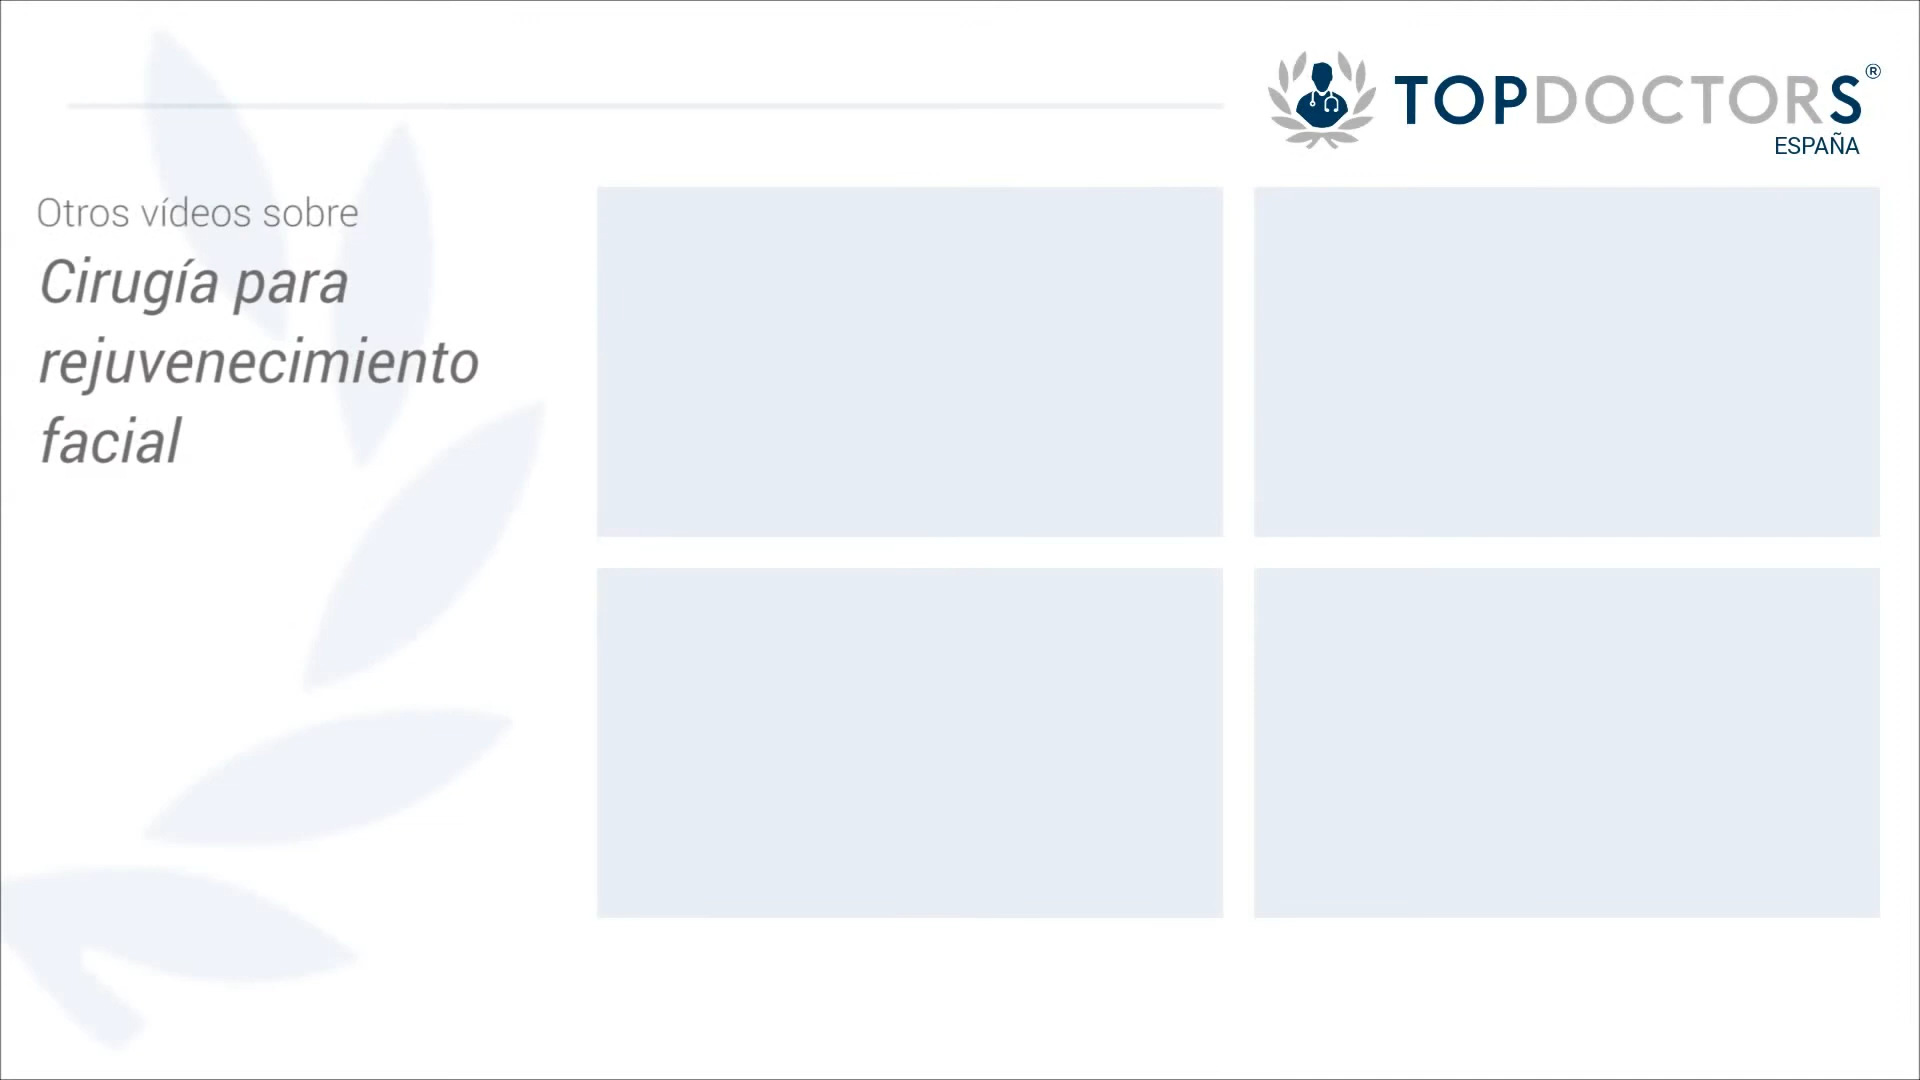 TOPDOCTORS®
ESPAÑA
Otros vídeos sobre
Cirugía para
rejuvenecimiento
facial